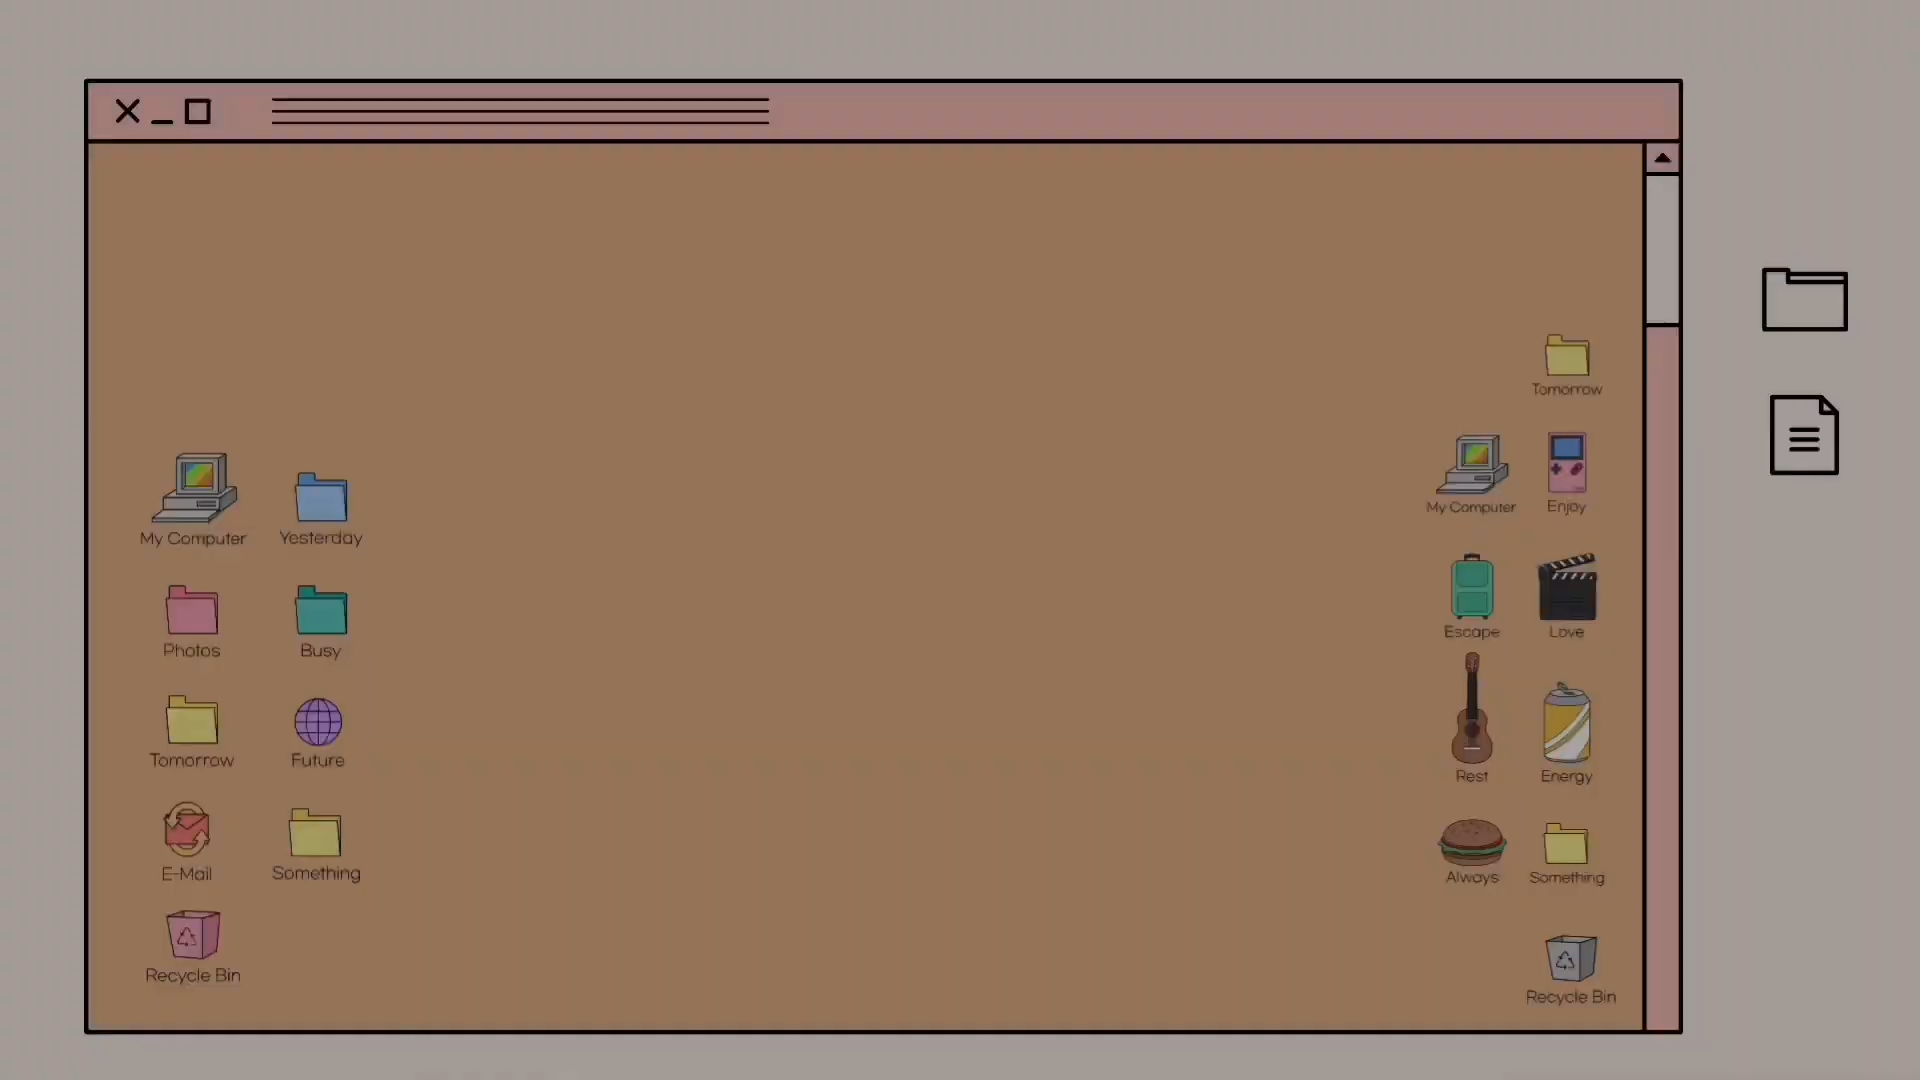 Tomorrow
My Computer
Enjoy
My Computer
Yesterday
Escape
Love
Photos
Busy
Tomorrow
Future
Rest
Energy
E-Mail
Something
Always
Something
Recycle Bin
Recycle Bin